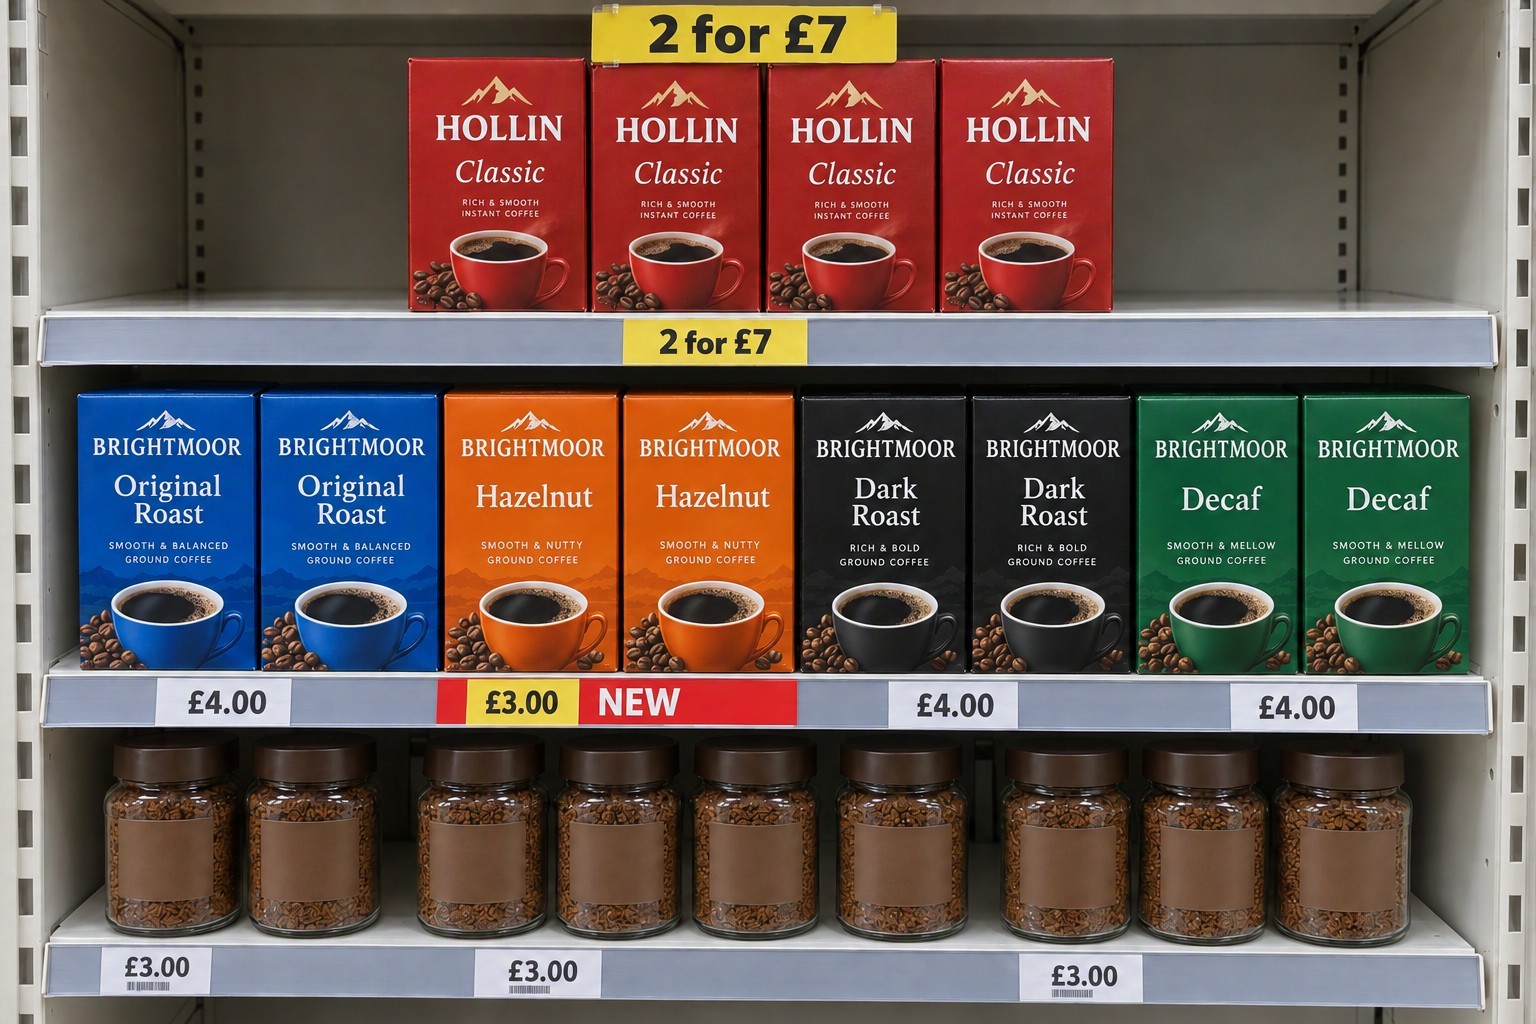 2 for £7
HOLLIN
Classic
RICH & SMOOTH
INSTANT COFFEE
HOLLIN
Classic
RICH & SMOOTH
INSTANT COFFEE
HOLLIN
Classic
RICH & SMOOTH
INSTANT COFFEE
HOLLIN
Classic
RICH & SMOOTH
INSTANT COFFEE
2 for £7
BRIGHTMOOR
Original
Roast
SMOOTH & BALANCED
GROUND COFFEE
BRIGHTMOOR
Original
Roast
SMOOTH & BALANCED
GROUND COFFEE
BRIGHTMOOR
Hazelnut
SMOOTH & NUTTY
GROUND COFFEE
BRIGHTMOOR
Hazelnut
SMOOTH & NUTTY
GROUND COFFEE
BRIGHTMOOR
Dark
Roast
RICH & BOLD
GROUND COFFEE
BRIGHTMOOR
Dark
Roast
RICH & BOLD
GROUND COFFEE
BRIGHTMOOR
Decaf
SMOOTH & MELLOW
GROUND COFFEE
BRIGHTMOOR
Decaf
SMOOTH & MELLOW
GROUND COFFEE
£4.00
£3.00 NEW
£4.00
£4.00
£3.00
£3.00
£3.00